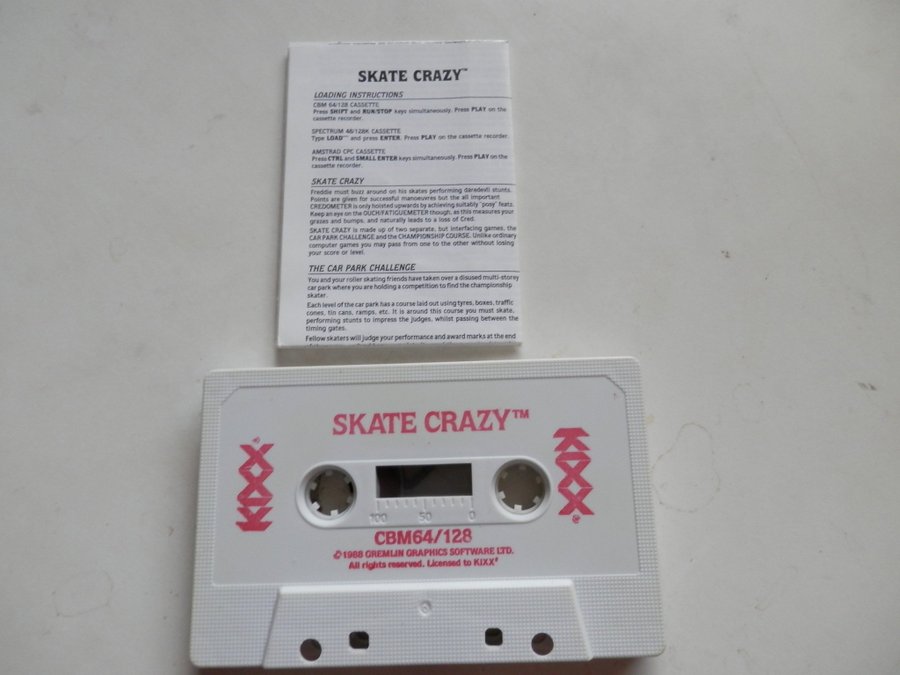 SKATE CRAZY™
LOADING INSTRUCTIONS
CBM 64/128 CASSETTE
Press SHIFT and RUN/STOP keys simultaneously. Press PLAY on the
cassette recorder.
SPECTRUM 48/128K CASSETTE
Type LOAD"" and press ENTER. Press PLAY on the cassette recorder.
AMSTRAD CPC CASSETTE
Press CTRL and SMALL ENTER keys simultaneously. Press PLAY on the
cassette recorder.
SKATE CRAZY
Freddie must buzz around on his skates performing daredevil stunts.
Points are given for successful manoeuvres but the all important
CREDOMETER is only hoisted upwards by achieving suitably 'posy' feats.
Keep an eye on the OUCH/FATIGUEMETER though, as this measures your
grazes and bumps, and naturally leads to a loss of Cred.
SKATE CRAZY is made up of two separate, but interfacing games, the
CAR PARK CHALLENGE and the CHAMPIONSHIP COURSE. Unlike ordinary
computer games you may pass from one to the other without losing
your score or level.
THE CAR PARK CHALLENGE
You and your roller skating friends have taken over a disused multi-storey
car park where you are holding a competition to find the championship
skater.
Each level of the car park has a course laid out using tyres, boxes, traffic
cones, tin cans, ramps, etc. It is around this course you must skate,
performing stunts to impress the judges, whilst passing between the
timing gates.
Fellow skaters will judge your performance and award marks at the end
SKATE CRAZY™
KIXX®
KIXX®
100 50 0
CBM64/128
©1988 GREMLIN GRAPHICS SOFTWARE LTD.
All rights reserved. Licensed to KIXX®